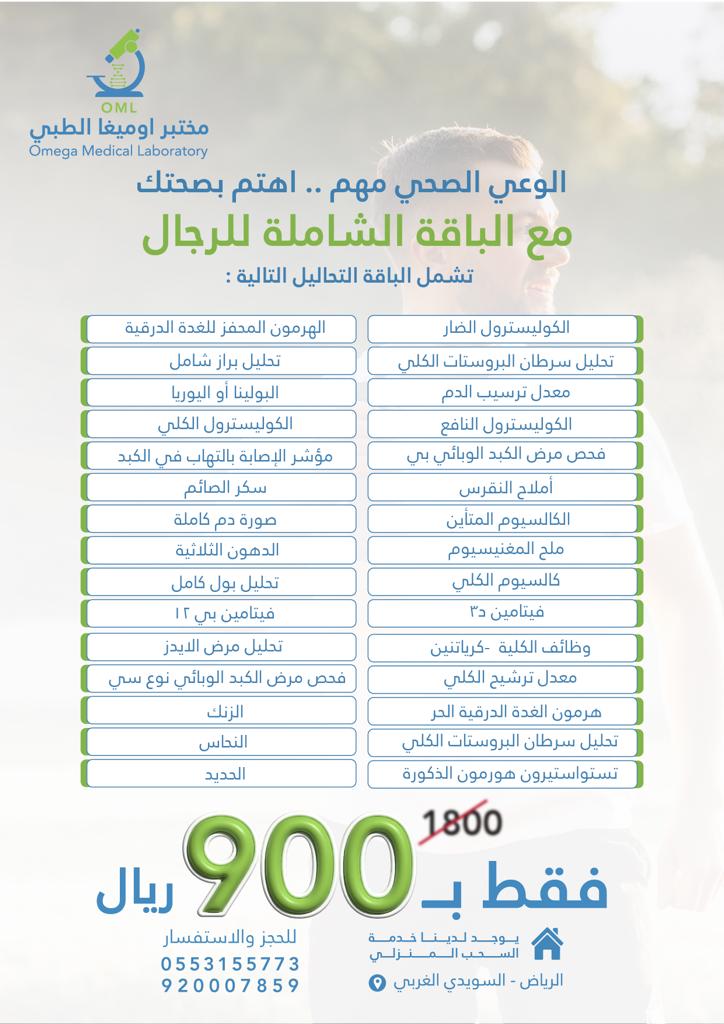 OML
مختبر اوميغا الطبي
Omega Medical Laboratory
الوعي الصحي مهم .. اهتم بصحتك
مع الباقة الشاملة للرجال
تشمل الباقة التحاليل التالية :
الكوليسترول الضار
الهرمون المحفز للغدة الدرقية
تحليل سرطان البروستات الكلي
تحليل براز شامل
معدل ترسيب الدم
البولينا أو اليوريا
الكوليسترول النافع
الكوليسترول الكلي
فحص مرض الكبد الوبائي بي
مؤشر الإصابة بالتهاب في الكبد
أملاح النقرس
سكر الصائم
الكالسيوم المتأين
صورة دم كاملة
ملح المغنيسيوم
الدهون الثلاثية
كالسيوم الكلي
تحليل بول كامل
فيتامين د٣
فيتامين بي ١٢
وظائف الكلية -كرياتنين
تحليل مرض الايدز
معدل ترشيح الكلي
فحص مرض الكبد الوبائي نوع سي
هرمون الغدة الدرقية الحر
الزنك
تحليل سرطان البروستات الكلي
النحاس
تستواستيرون هورمون الذكورة
الحديد
1800
فقط بـ 900 ريال
يوجد لدينا خدمة
السحب المنزلي
الرياض - السويدي الغربي
للحجز والاستفسار
0553155773
920007859